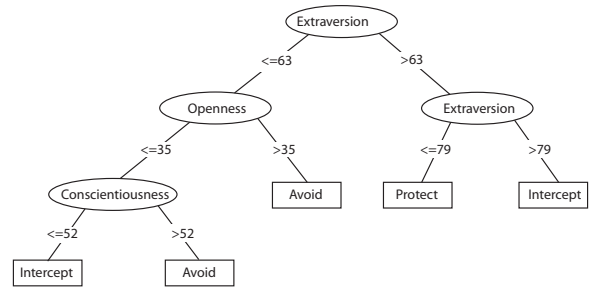 Extraversion
<=63
>63
Openness
Extraversion
<=35
>35
<=79
>79
Conscientiousness
Avoid
Protect
Intercept
<=52
>52
Intercept
Avoid